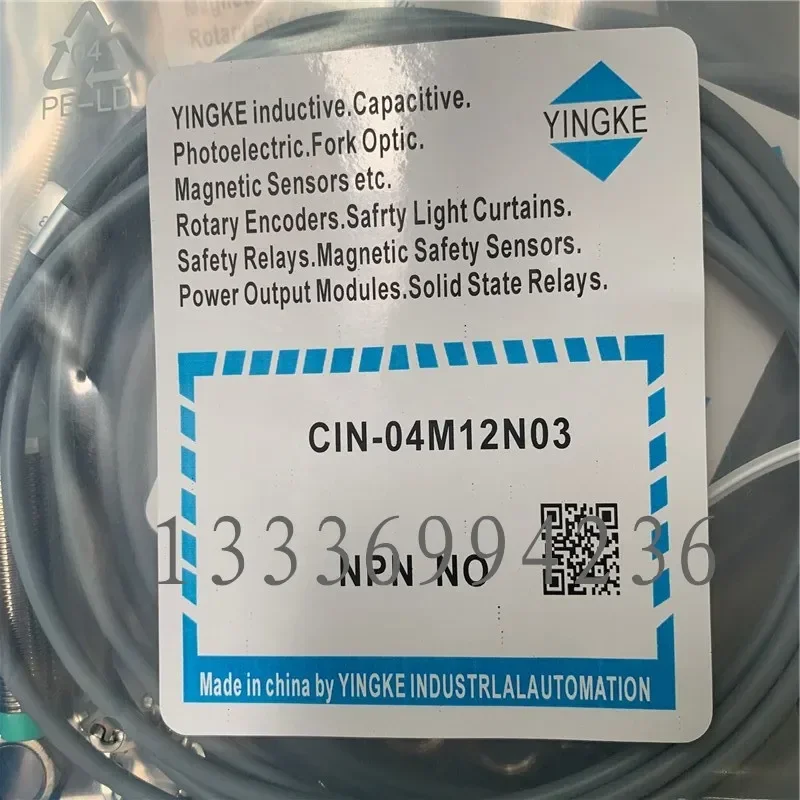 04
PE-LD
YINGKE inductive.Capacitive.
Photoelectric.Fork Optic.
Magnetic Sensors etc.
Rotary Encoders.Safrty Light Curtains.
Safety Relays.Magnetic Safety Sensors.
Power Output Modules.Solid State Relays.
YINGKE
CIN-04M12N03
13336994236
NPN NO
Made in china by YINGKE INDUSTRLALAUTOMATION